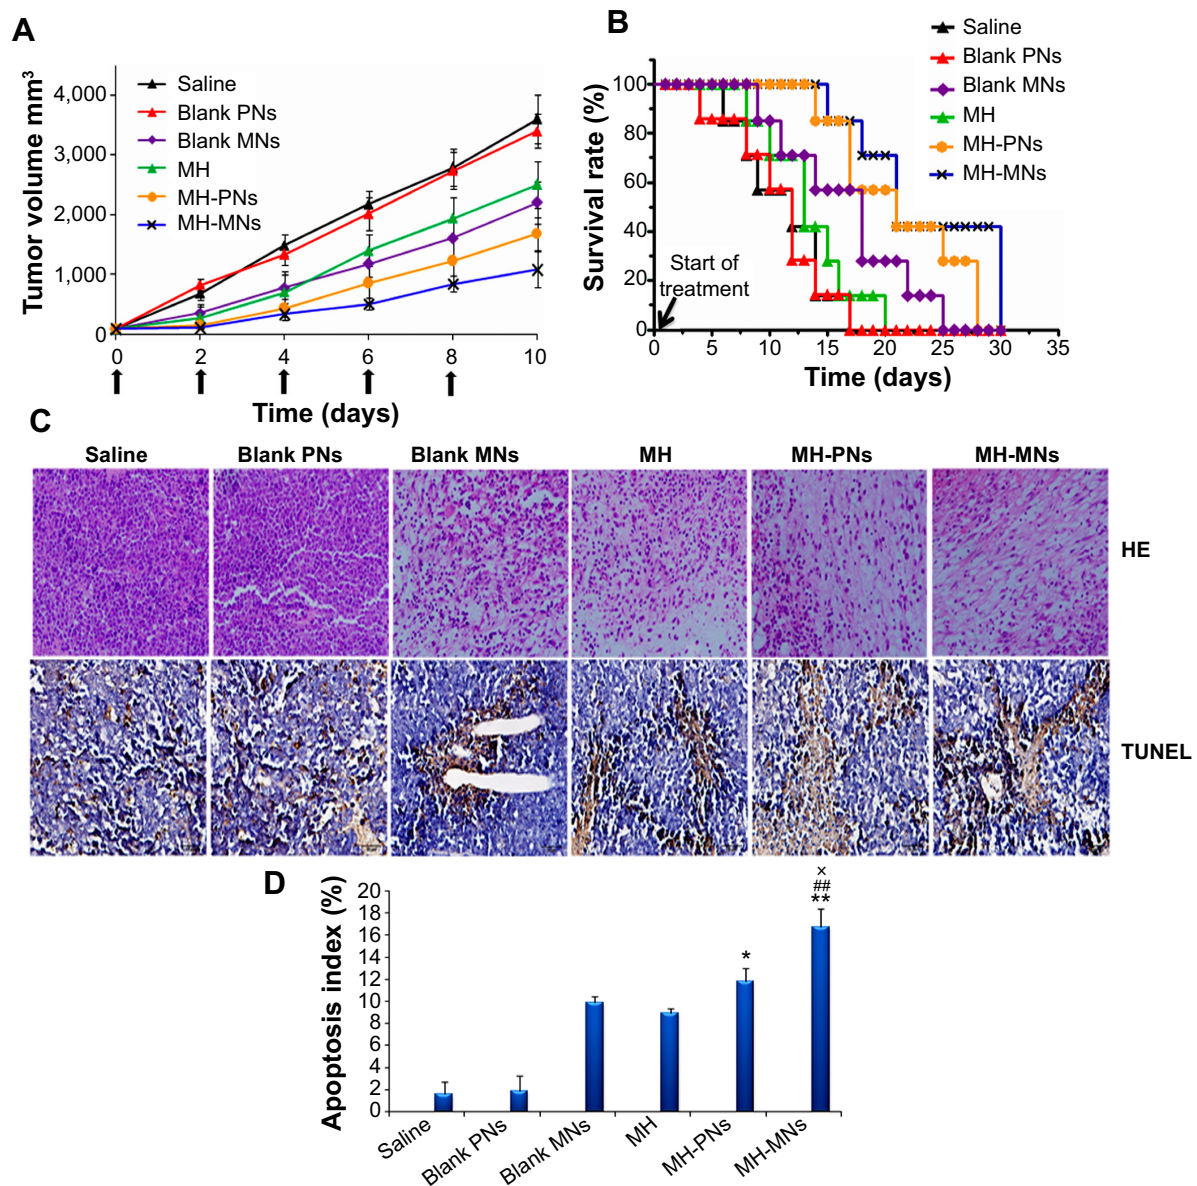 A
Tumor volume mm³
4,000
3,000
2,000
1,000
0
Saline
Blank PNs
Blank MNs
MH
MH-PNs
MH-MNs
0 2 4 6 8 10
Time (days)
B
Survival rate (%)
100
80
60
40
20
0
Saline
Blank PNs
Blank MNs
MH
MH-PNs
MH-MNs
Start of
treatment
0 5 10 15 20 25 30 35
Time (days)
C
Saline Blank PNs Blank MNs MH MH-PNs MH-MNs
HE
TUNEL
D
Apoptosis index (%)
20
18
16
14
12
10
8
6
4
2
0
*
×
##
**
Saline Blank PNs Blank MNs MH MH-PNs MH-MNs